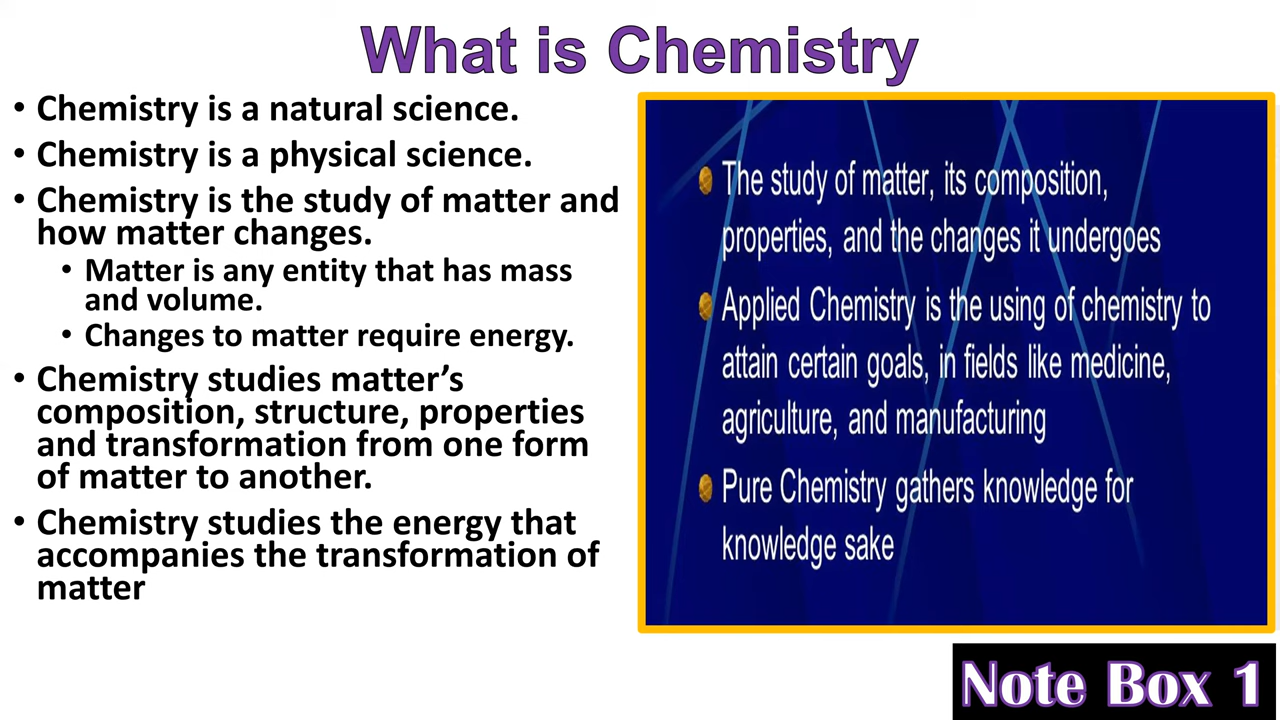 What is Chemistry
• Chemistry is a natural science.
• Chemistry is a physical science.
• Chemistry is the study of matter and
how matter changes.
• Matter is any entity that has mass
and volume.
• Changes to matter require energy.
• Chemistry studies matter’s
composition, structure, properties
and transformation from one form
of matter to another.
• Chemistry studies the energy that
accompanies the transformation of
matter
The study of matter, its composition,
properties, and the changes it undergoes
Applied Chemistry is the using of chemistry to
attain certain goals, in fields like medicine,
agriculture, and manufacturing
Pure Chemistry gathers knowledge for
knowledge sake
Note Box 1